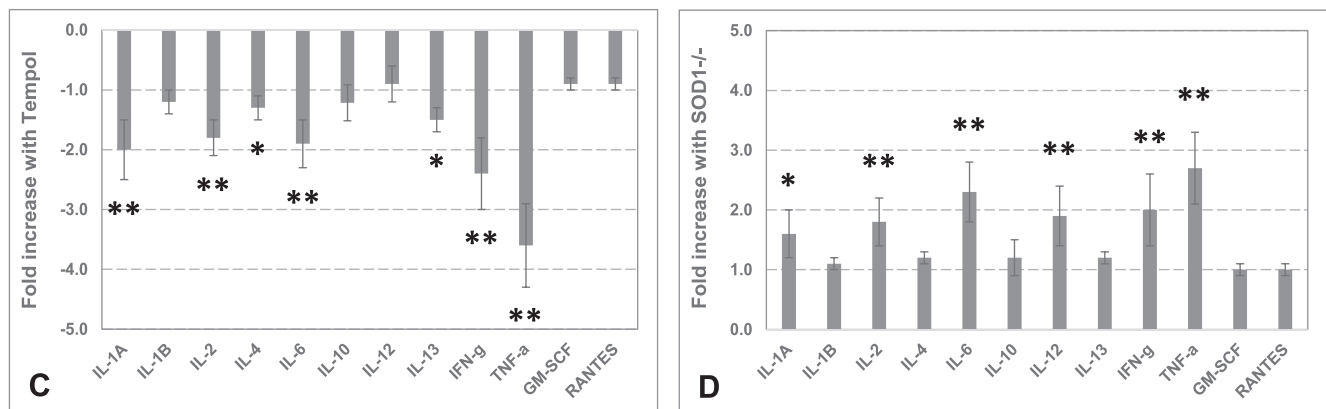 Fold increase with Tempol
0.0
-1.0
-2.0
-3.0
-4.0
-5.0
**
**
*
**
*
**
**
IL-1A
IL-1B
IL-2
IL-4
IL-6
IL-10
IL-12
IL-13
IFN-g
TNF-a
GM-SCF
RANTES
C
Fold increase with SOD1-/-
5.0
4.0
3.0
2.0
1.0
0.0
*
**
**
**
**
**
IL-1A
IL-1B
IL-2
IL-4
IL-6
IL-10
IL-12
IL-13
IFN-g
TNF-a
GM-SCF
RANTES
D